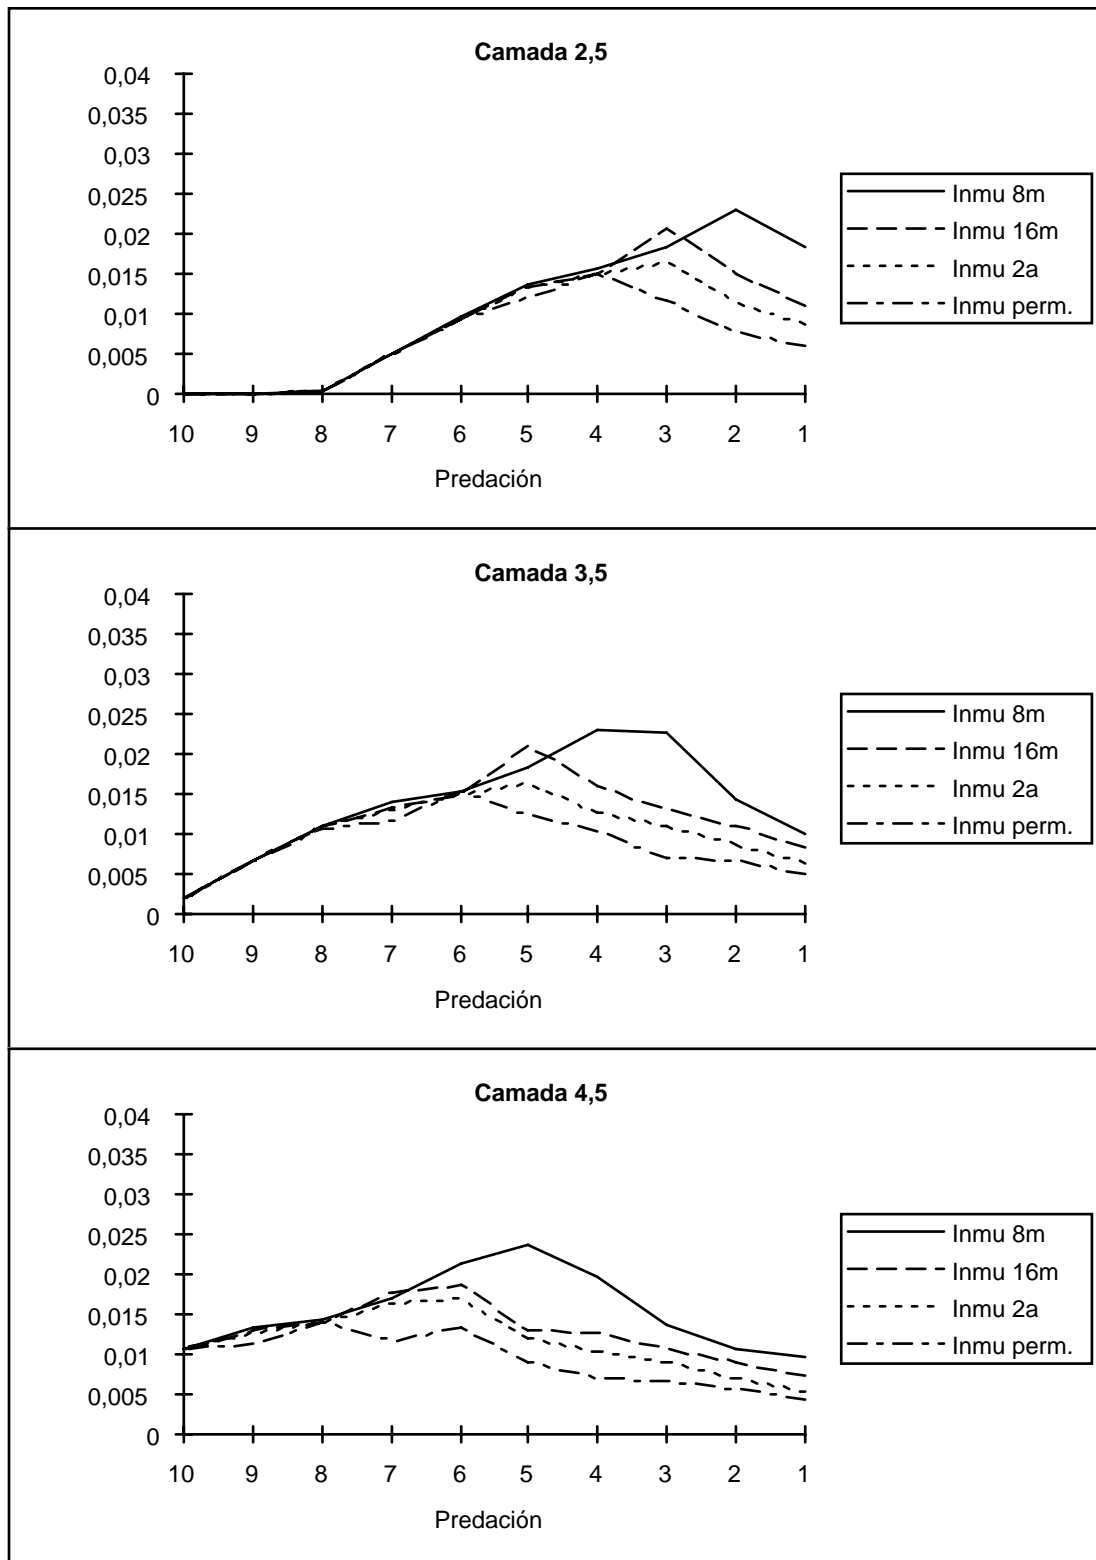 Camada 2,5
0,04
0,035
0,03
0,025
0,02
0,015
0,01
0,005
0
10 9 8 7 6 5 4 3 2 1
Predación
Inmu 8m
Inmu 16m
Inmu 2a
Inmu perm.
Camada 3,5
0,04
0,035
0,03
0,025
0,02
0,015
0,01
0,005
0
10 9 8 7 6 5 4 3 2 1
Predación
Inmu 8m
Inmu 16m
Inmu 2a
Inmu perm.
Camada 4,5
0,04
0,035
0,03
0,025
0,02
0,015
0,01
0,005
0
10 9 8 7 6 5 4 3 2 1
Predación
Inmu 8m
Inmu 16m
Inmu 2a
Inmu perm.